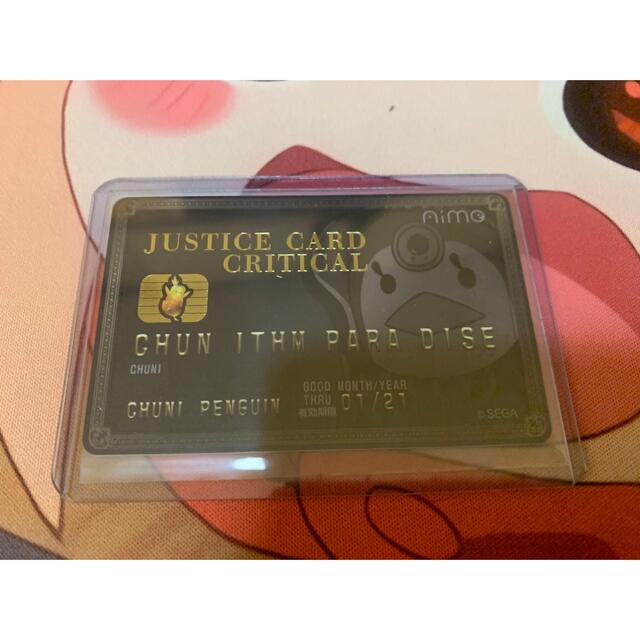 Aime
JUSTICE CARD
CRITICAL
CHUN ITHM PARA DISE
CHUNI
GOOD MONTH/YEAR
THRU 01/21
有効期限
CHUNI PENGUIN
©SEGA